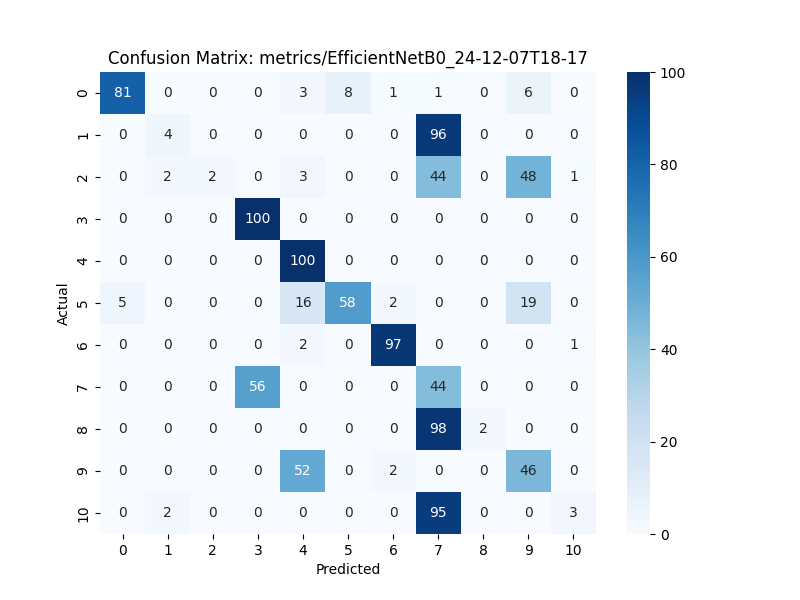 Confusion Matrix: metrics/EfficientNetB0_24-12-07T18-17
0 81 0 0 0 3 8 1 1 0 6 0
1 0 4 0 0 0 0 0 96 0 0 0
2 0 2 2 0 3 0 0 44 0 48 1
3 0 0 0 100 0 0 0 0 0 0 0
4 0 0 0 0 100 0 0 0 0 0 0
5 5 0 0 0 16 58 2 0 0 19 0
6 0 0 0 0 2 0 97 0 0 0 1
7 0 0 0 56 0 0 0 44 0 0 0
8 0 0 0 0 0 0 0 98 2 0 0
9 0 0 0 0 52 0 2 0 0 46 0
10 0 2 0 0 0 0 0 95 0 0 3
0 1 2 3 4 5 6 7 8 9 10
Predicted
Actual
100
80
60
40
20
0